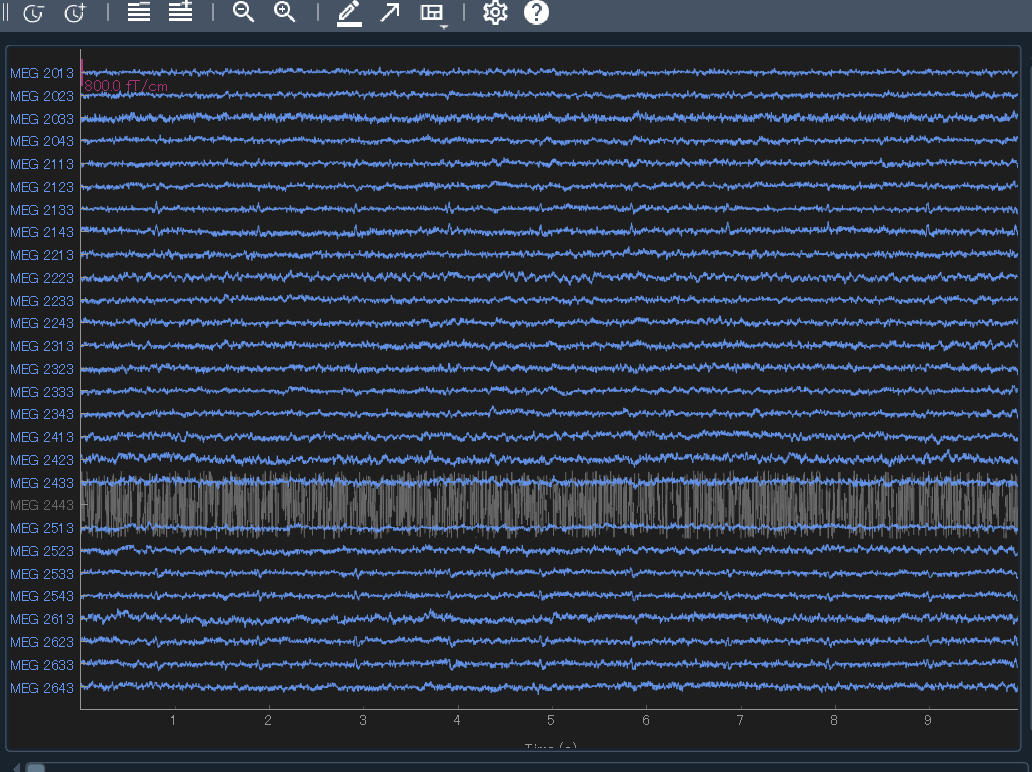 MEG 2013
800.0 fT/cm
MEG 2023
MEG 2033
MEG 2043
MEG 2113
MEG 2123
MEG 2133
MEG 2143
MEG 2213
MEG 2223
MEG 2233
MEG 2243
MEG 2313
MEG 2323
MEG 2333
MEG 2343
MEG 2413
MEG 2423
MEG 2433
MEG 2443
MEG 2513
MEG 2523
MEG 2533
MEG 2543
MEG 2613
MEG 2623
MEG 2633
MEG 2643
1 2 3 4 5 6 7 8 9
Time (s)